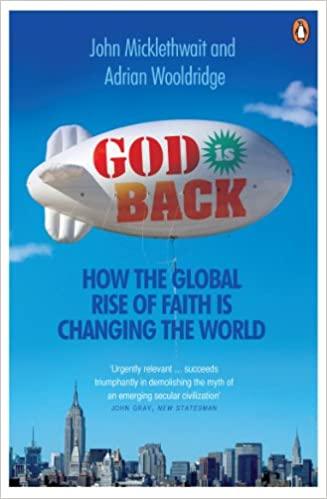 John Micklethwait and
Adrian Wooldridge
GOD is
BACK
HOW THE GLOBAL
RISE OF FAITH IS
CHANGING THE WORLD
'Urgently relevant ... succeeds
triumphantly in demolishing the myth of
an emerging secular civilization'
JOHN GRAY, NEW STATESMAN